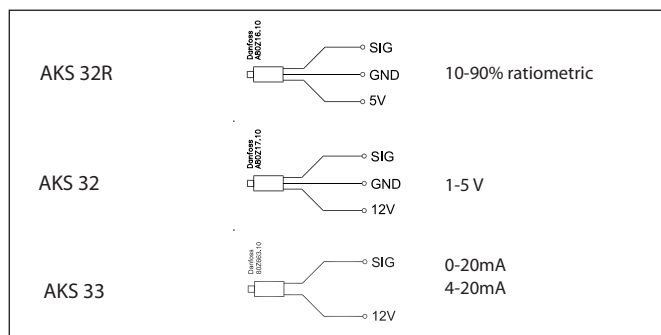 AKS 32R
Danfoss
A80Z16.10
SIG
GND
5V
10-90% ratiometric
AKS 32
Danfoss
A80Z17.10
SIG
GND
12V
1-5 V
AKS 33
Danfoss
80Z663.10
SIG
12V
0-20mA
4-20mA